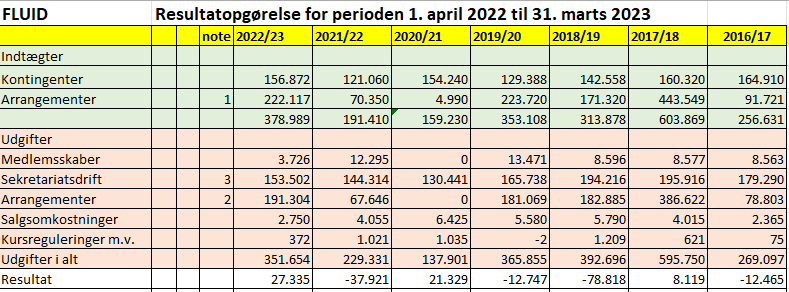 FLUID Resultatopgørelse for perioden 1. april 2022 til 31. marts 2023
note 2022/23 2021/22 2020/21 2019/20 2018/19 2017/18 2016/17
Indtægter
Kontingenter 156.872 121.060 154.240 129.388 142.558 160.320 164.910
Arrangementer 1 222.117 70.350 4.990 223.720 171.320 443.549 91.721
378.989 191.410 159.230 353.108 313.878 603.869 256.631
Udgifter
Medlemsskaber 3.726 12.295 0 13.471 8.596 8.577 8.563
Sekretariatsdrift 3 153.502 144.314 130.441 165.738 194.216 195.916 179.290
Arrangementer 2 191.304 67.646 0 181.069 182.885 386.622 78.803
Salgsomkostninger 2.750 4.055 6.425 5.580 5.790 4.015 2.365
Kursreguleringer m.v. 372 1.021 1.035 -2 1.209 621 75
Udgifter i alt 351.654 229.331 137.901 365.855 392.696 595.750 269.097
Resultat 27.335 -37.921 21.329 -12.747 -78.818 8.119 -12.465